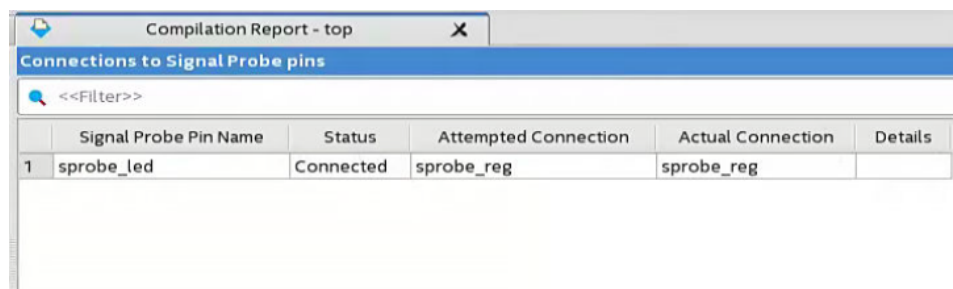 Compilation Report - top
Connections to Signal Probe pins
<<Filter>>
Signal Probe Pin Name Status Attempted Connection Actual Connection Details
1 sprobe_led Connected sprobe_reg sprobe_reg